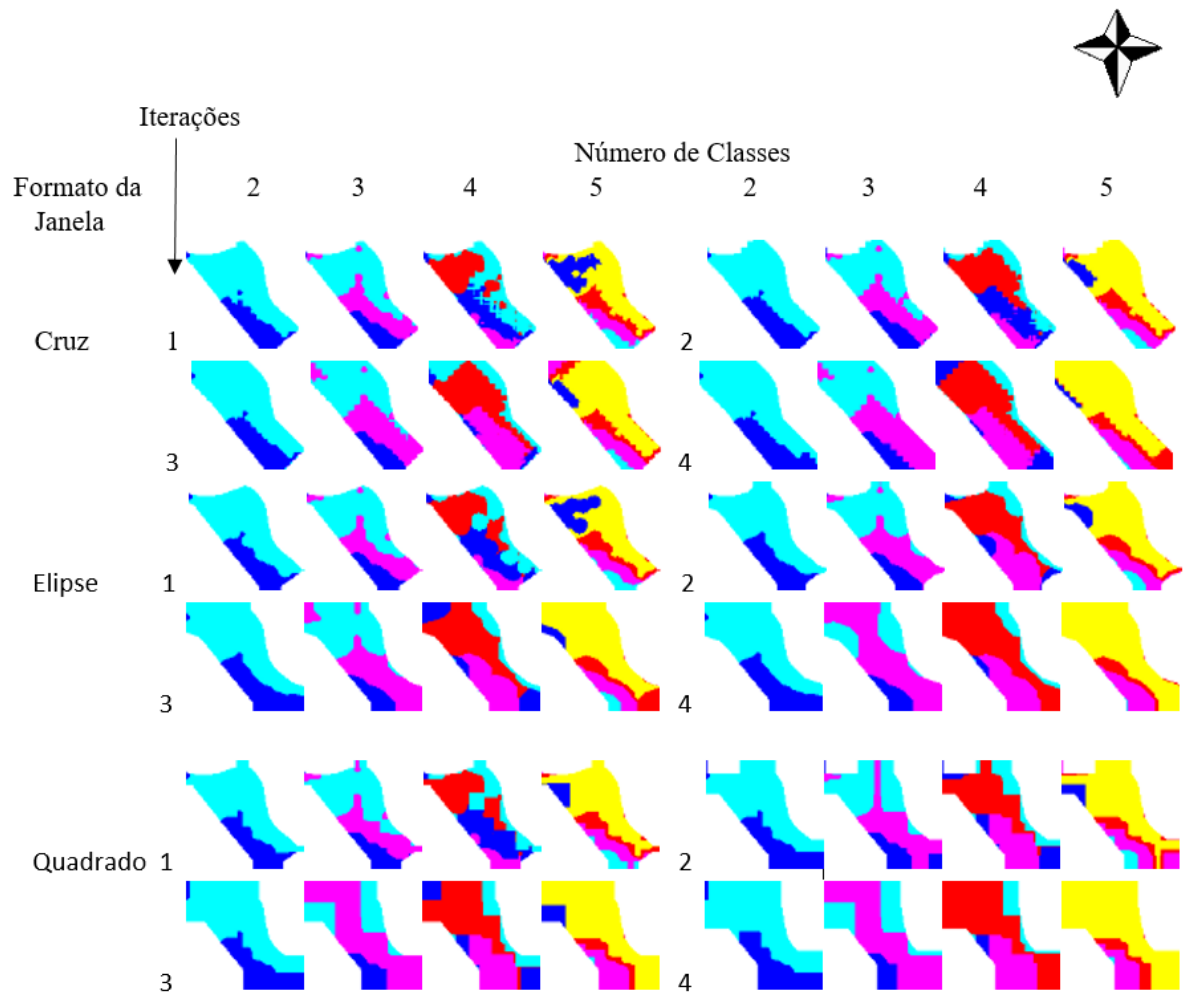 Iterações
Número de Classes
Formato da
Janela
2 3 4 5 2 3 4 5
Cruz 1 2
3 4
Elipse 1 2
3 4
Quadrado 1 2
3 4